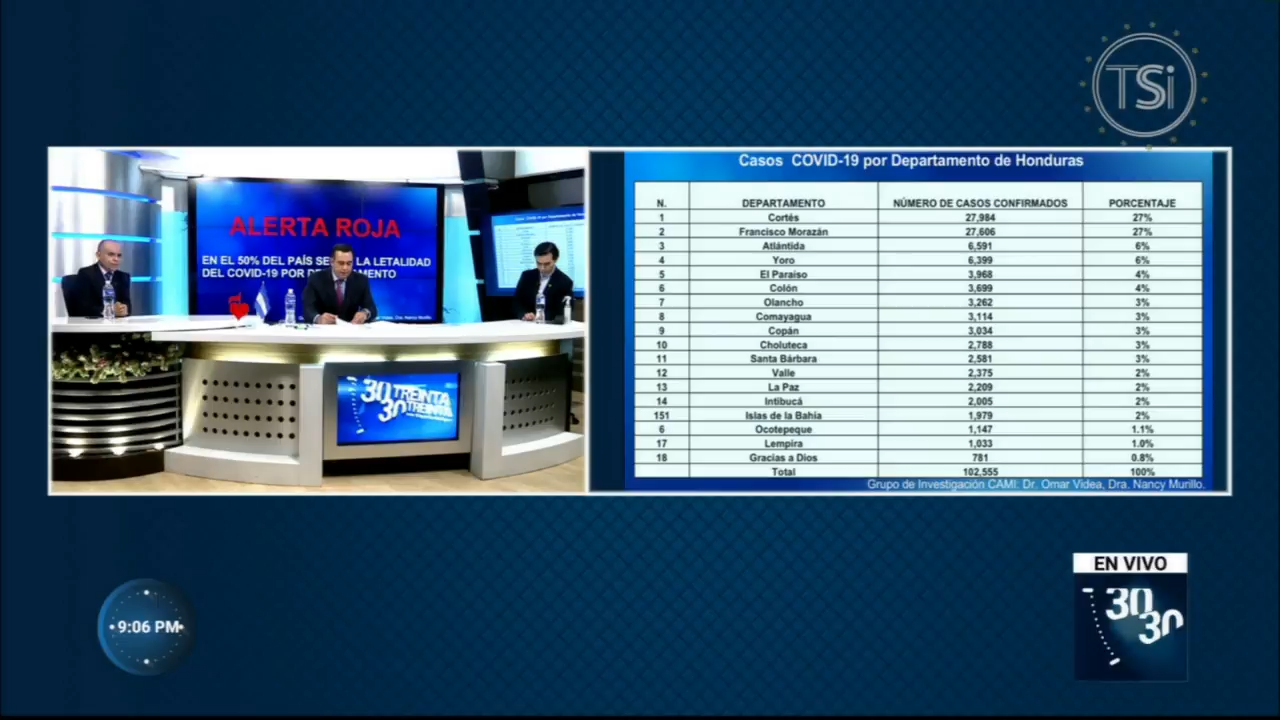 TSi
ALERTA ROJA
EN EL 50% DEL PAÍS SE LA LETALIDAD
DEL COVID-19 POR DE AMENTO
30 TREINTA
30 TREINTA
Casos COVID-19 por Departamento de Honduras
N. DEPARTAMENTO NÚMERO DE CASOS CONFIRMADOS PORCENTAJE
1 Cortés 27,984 27%
2 Francisco Morazán 27,606 27%
3 Atlántida 6,591 6%
4 Yoro 6,399 6%
5 El Paraíso 3,968 4%
6 Colón 3,699 4%
7 Olancho 3,262 3%
8 Comayagua 3,114 3%
9 Copán 3,034 3%
10 Choluteca 2,788 3%
11 Santa Bárbara 2,581 3%
12 Valle 2,375 2%
13 La Paz 2,209 2%
14 Intibucá 2,005 2%
151 Islas de la Bahía 1,979 2%
6 Ocotepeque 1,147 1.1%
17 Lempira 1,033 1.0%
18 Gracias a Dios 781 0.8%
Total 102,555 100%
Grupo de Investigación CAMI: Dr. Omar Videa, Dra. Nancy Murillo.
9:06 PM
EN VIVO
30
30